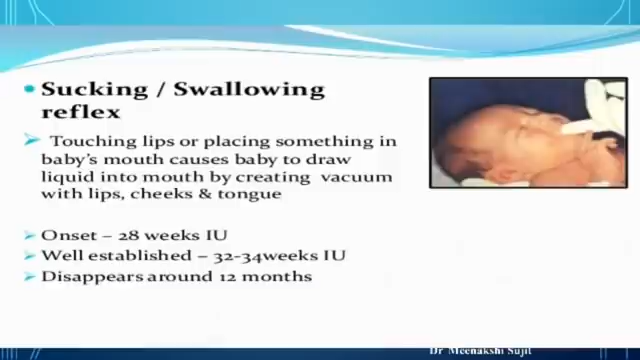 Sucking / Swallowing
reflex
Touching lips or placing something in
baby's mouth causes baby to draw
liquid into mouth by creating vacuum
with lips, cheeks & tongue
Onset – 28 weeks IU
Well established – 32-34weeks IU
Disappears around 12 months
Dr Meenakshi Sujit